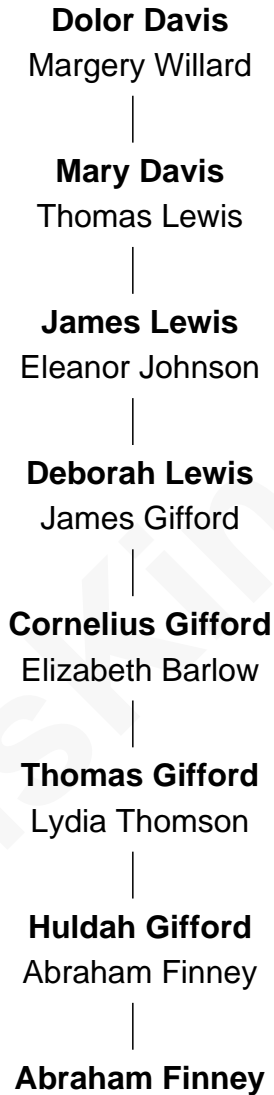 Dolor Davis
Margery Willard
Mary Davis
Thomas Lewis
James Lewis
Eleanor Johnson
Deborah Lewis
James Gifford
Cornelius Gifford
Elizabeth Barlow
Thomas Gifford
Lydia Thomson
Huldah Gifford
Abraham Finney
Abraham Finney